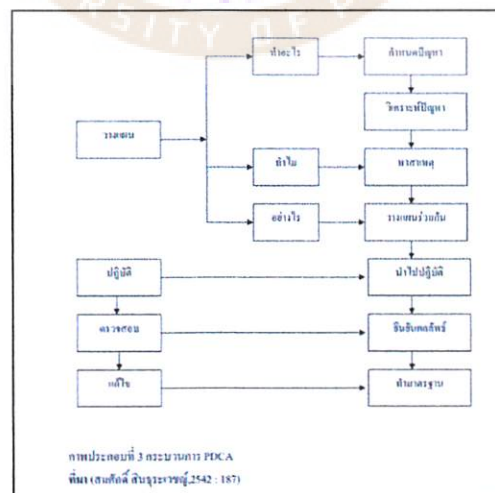 SITY OF
ทำอะไร
กำหนดปัญหา
วิเคราะห์ปัญหา
วางแผน
ทำไม
หาสาเหตุ
อย่างไร
วางแผนร่วมกัน
ปฏิบัติ
นำไปปฏิบัติ
ตรวจสอบ
ยืนยันผลลัพธ์
แก้ไข
ทำมาตรฐาน
ภาพประกอบที่ 3 กระบวนการ PDCA
ที่มา (สมศักดิ์ สินธุระเวชญ์,2542 : 187)